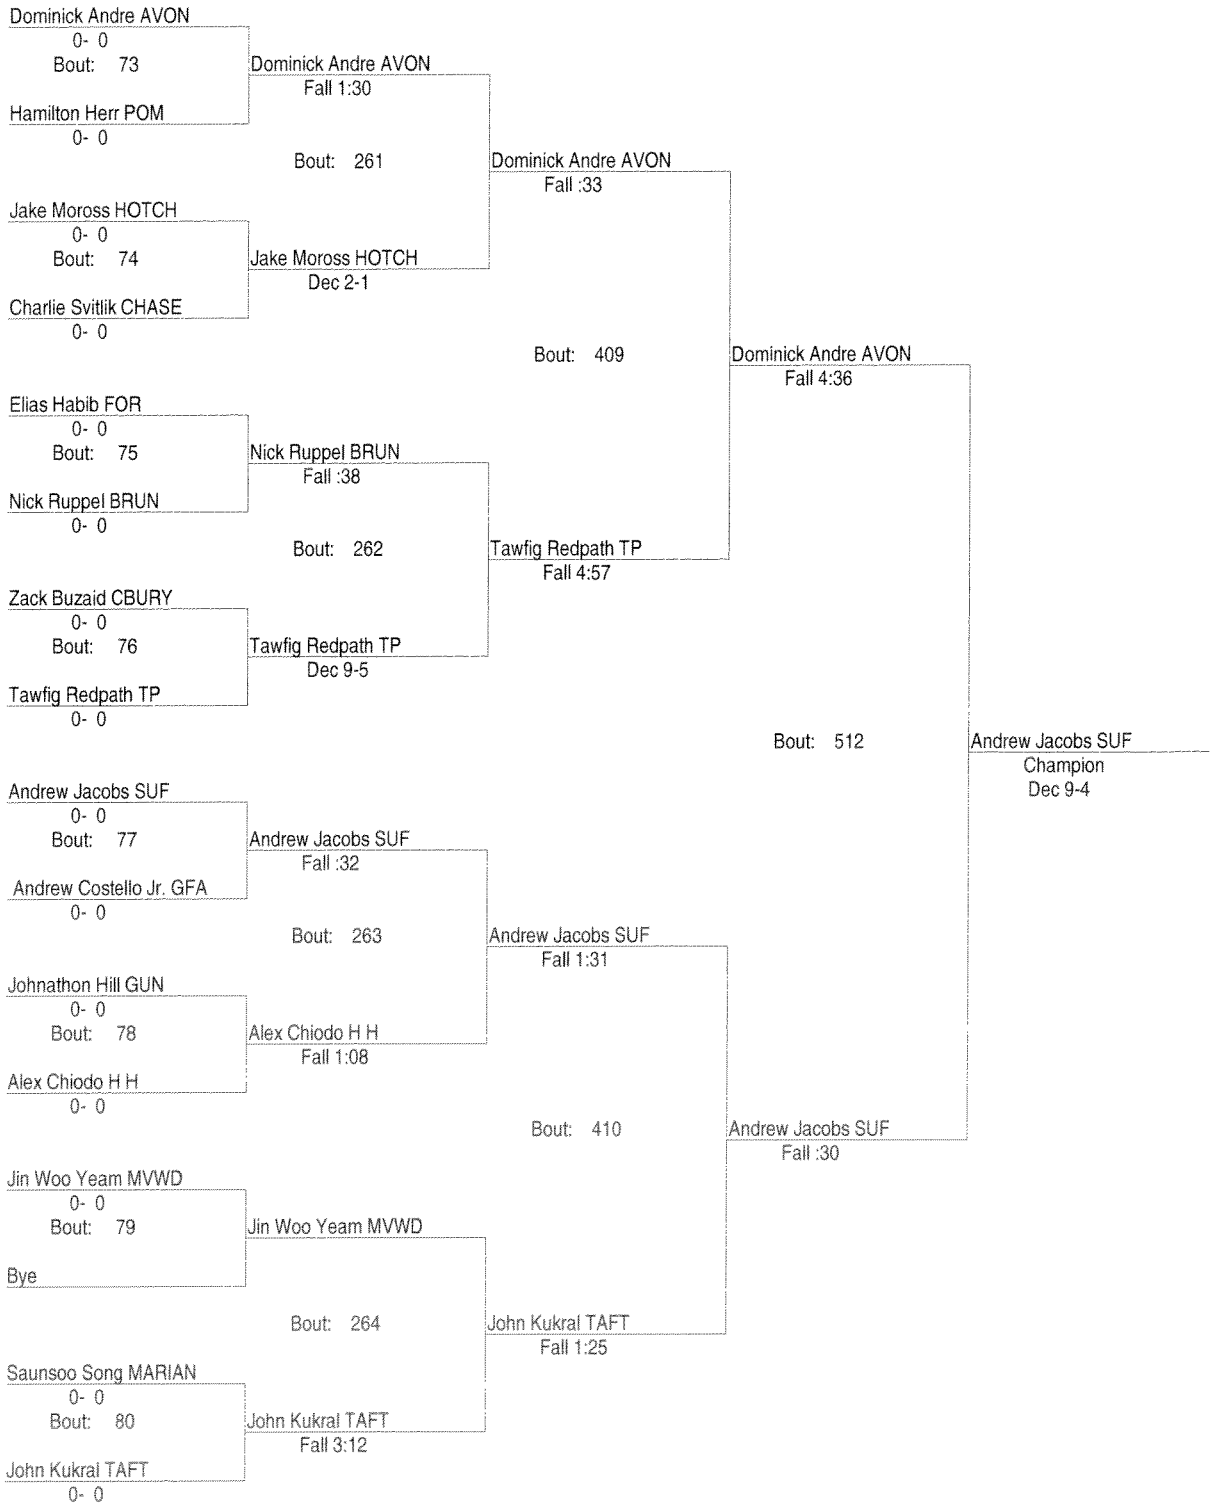 Dominick Andre AVON
0- 0
Bout: 73
Dominick Andre AVON
Fall 1:30
Hamilton Herr POM
0- 0
Bout: 261
Dominick Andre AVON
Fall :33
Jake Moross HOTCH
0- 0
Bout: 74
Jake Moross HOTCH
Dec 2-1
Charlie Svitlik CHASE
0- 0
Bout: 409
Dominick Andre AVON
Fall 4:36
Elias Habib FOR
0- 0
Bout: 75
Nick Ruppel BRUN
Fall :38
Nick Ruppel BRUN
0- 0
Bout: 262
Tawfig Redpath TP
Fall 4:57
Zack Buzaid CBURY
0- 0
Bout: 76
Tawfig Redpath TP
Dec 9-5
Tawfig Redpath TP
0- 0
Bout: 512
Andrew Jacobs SUF
Champion
Dec 9-4
Andrew Jacobs SUF
0- 0
Bout: 77
Andrew Jacobs SUF
Fall :32
Andrew Costello Jr. GFA
0- 0
Bout: 263
Andrew Jacobs SUF
Fall 1:31
Johnathon Hill GUN
0- 0
Bout: 78
Alex Chiodo H H
Fall 1:08
Alex Chiodo H H
0- 0
Bout: 410
Andrew Jacobs SUF
Fall :30
Jin Woo Yeam MVWD
0- 0
Bout: 79
Jin Woo Yeam MVWD
Bye
Bout: 264
John Kukral TAFT
Fall 1:25
Saunsoo Song MARIAN
0- 0
Bout: 80
John Kukral TAFT
Fall 3:12
John Kukral TAFT
0- 0